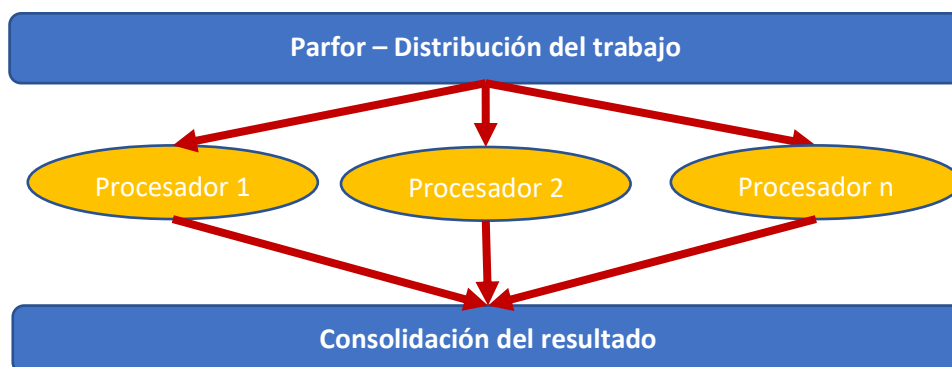 Parfor – Distribución del trabajo
Procesador 1
Procesador 2
Procesador n
Consolidación del resultado